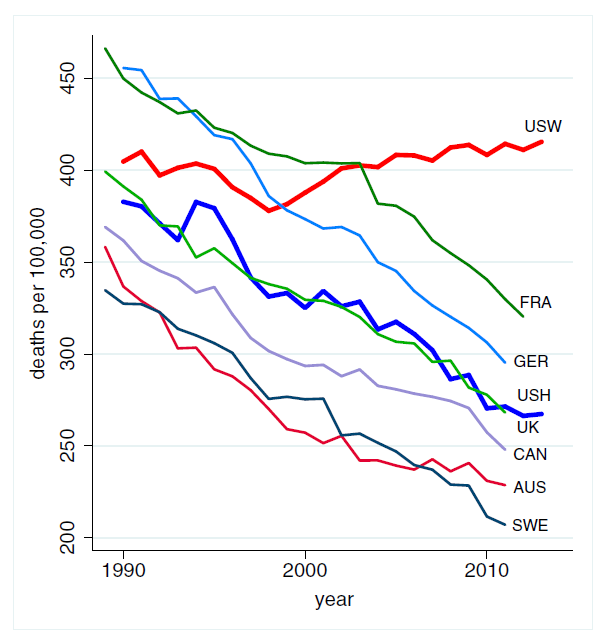 450
400
350
300
250
200
deaths per 100,000
USW
FRA
GER
USH
UK
CAN
AUS
SWE
1990
2000
2010
year